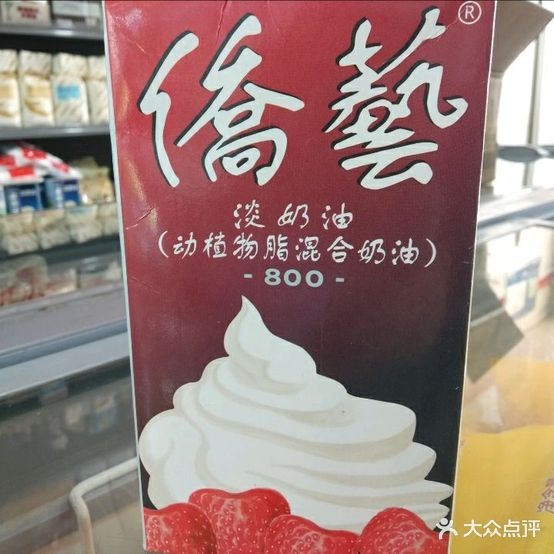 ®
僑藝
淡奶油
(动植物脂混合奶油)
- 800 -
大众点评